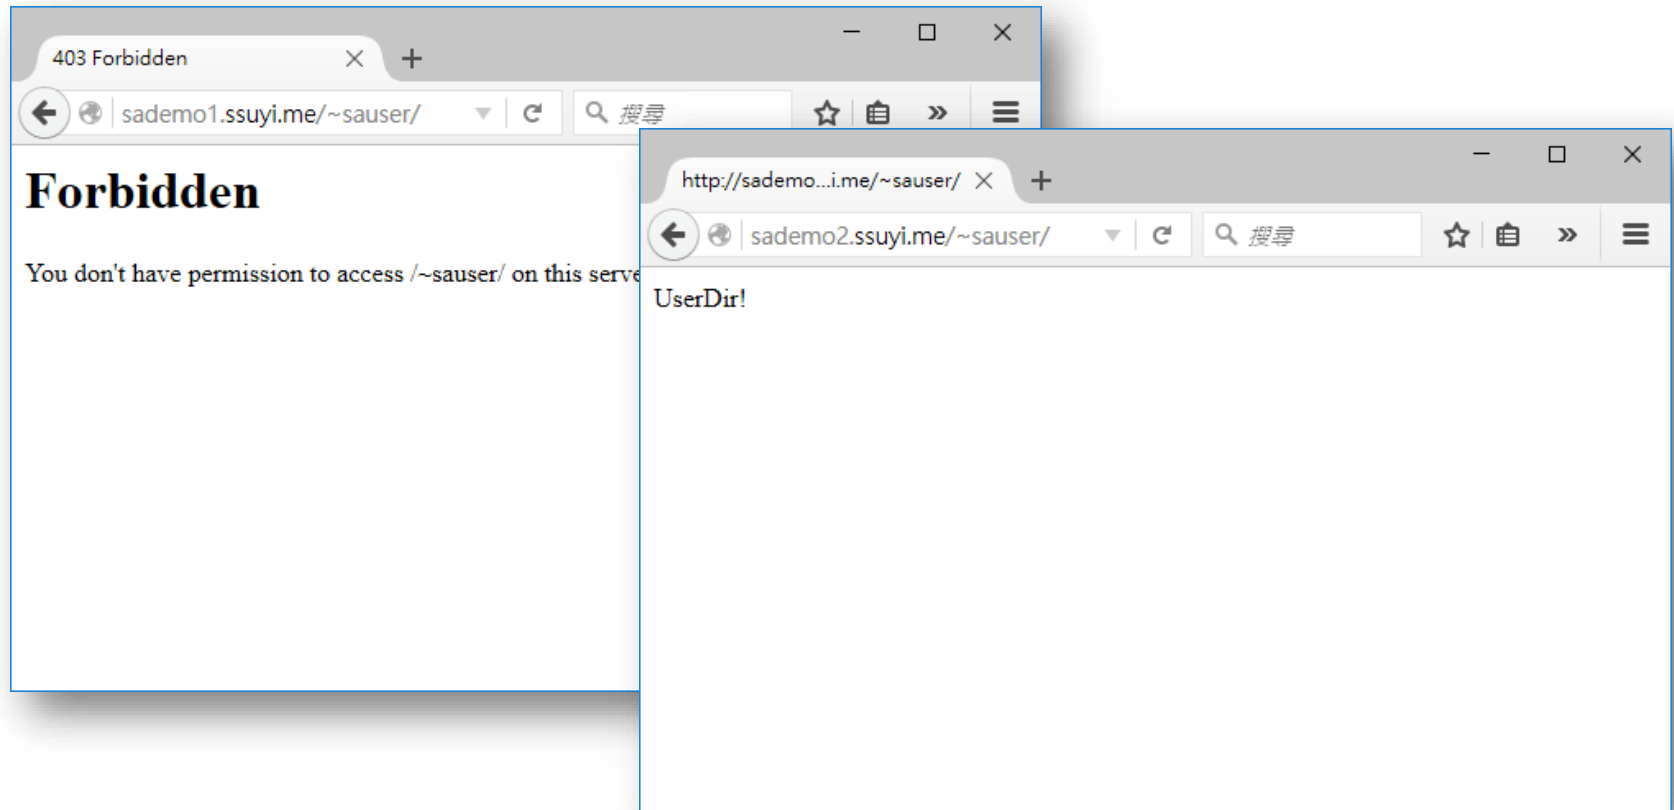 403 Forbidden
sademo1.ssuyi.me/~sauser/
搜尋
Forbidden
You don't have permission to access /~sauser/ on this serve
http://sademo...i.me/~sauser/
sademo2.ssuyi.me/~sauser/
搜尋
UserDir!